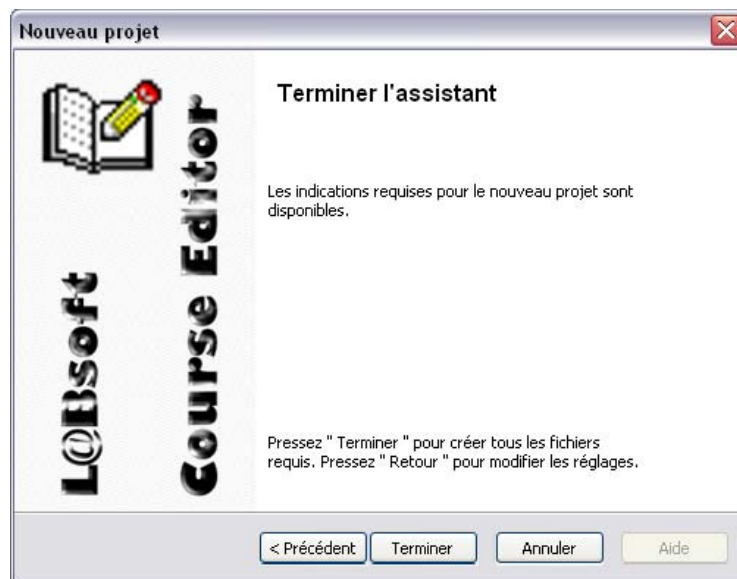 Nouveau projet
L@Bsoft
Course Editor
Terminer l'assistant
Les indications requises pour le nouveau projet sont
disponibles.
Pressez " Terminer " pour créer tous les fichiers
requis. Pressez " Retour " pour modifier les réglages.
< Précédent
Terminer
Annuler
Aide